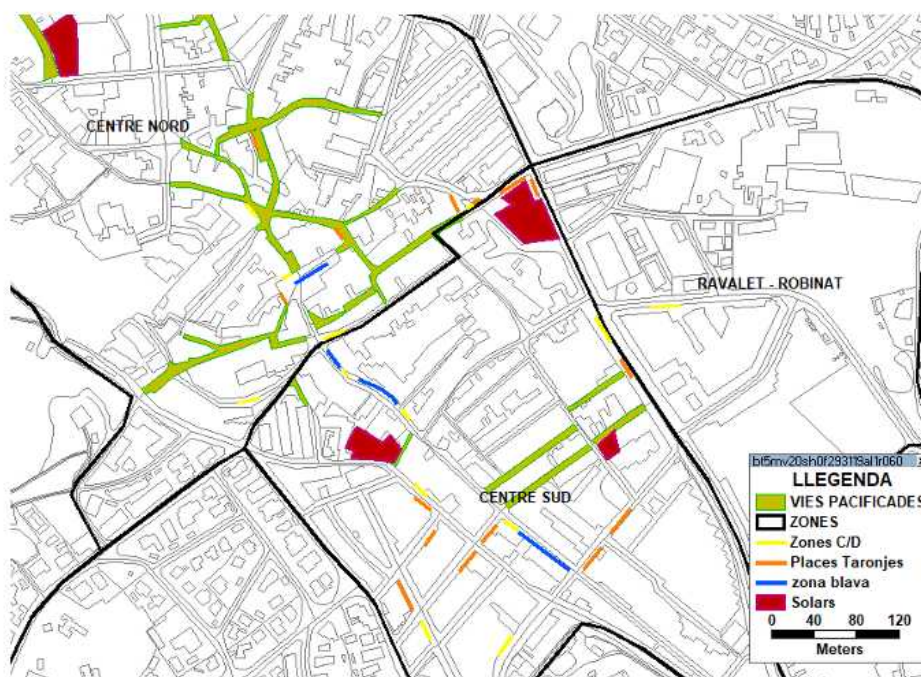 CENTRE NORD
RAVALET - ROBINAT
CENTRE SUD
LLEGENDA
VIES PACIFICADES
ZONES
Zones C/D
Places Taronjes
zona blava
Solars
0 40 80 120
Meters